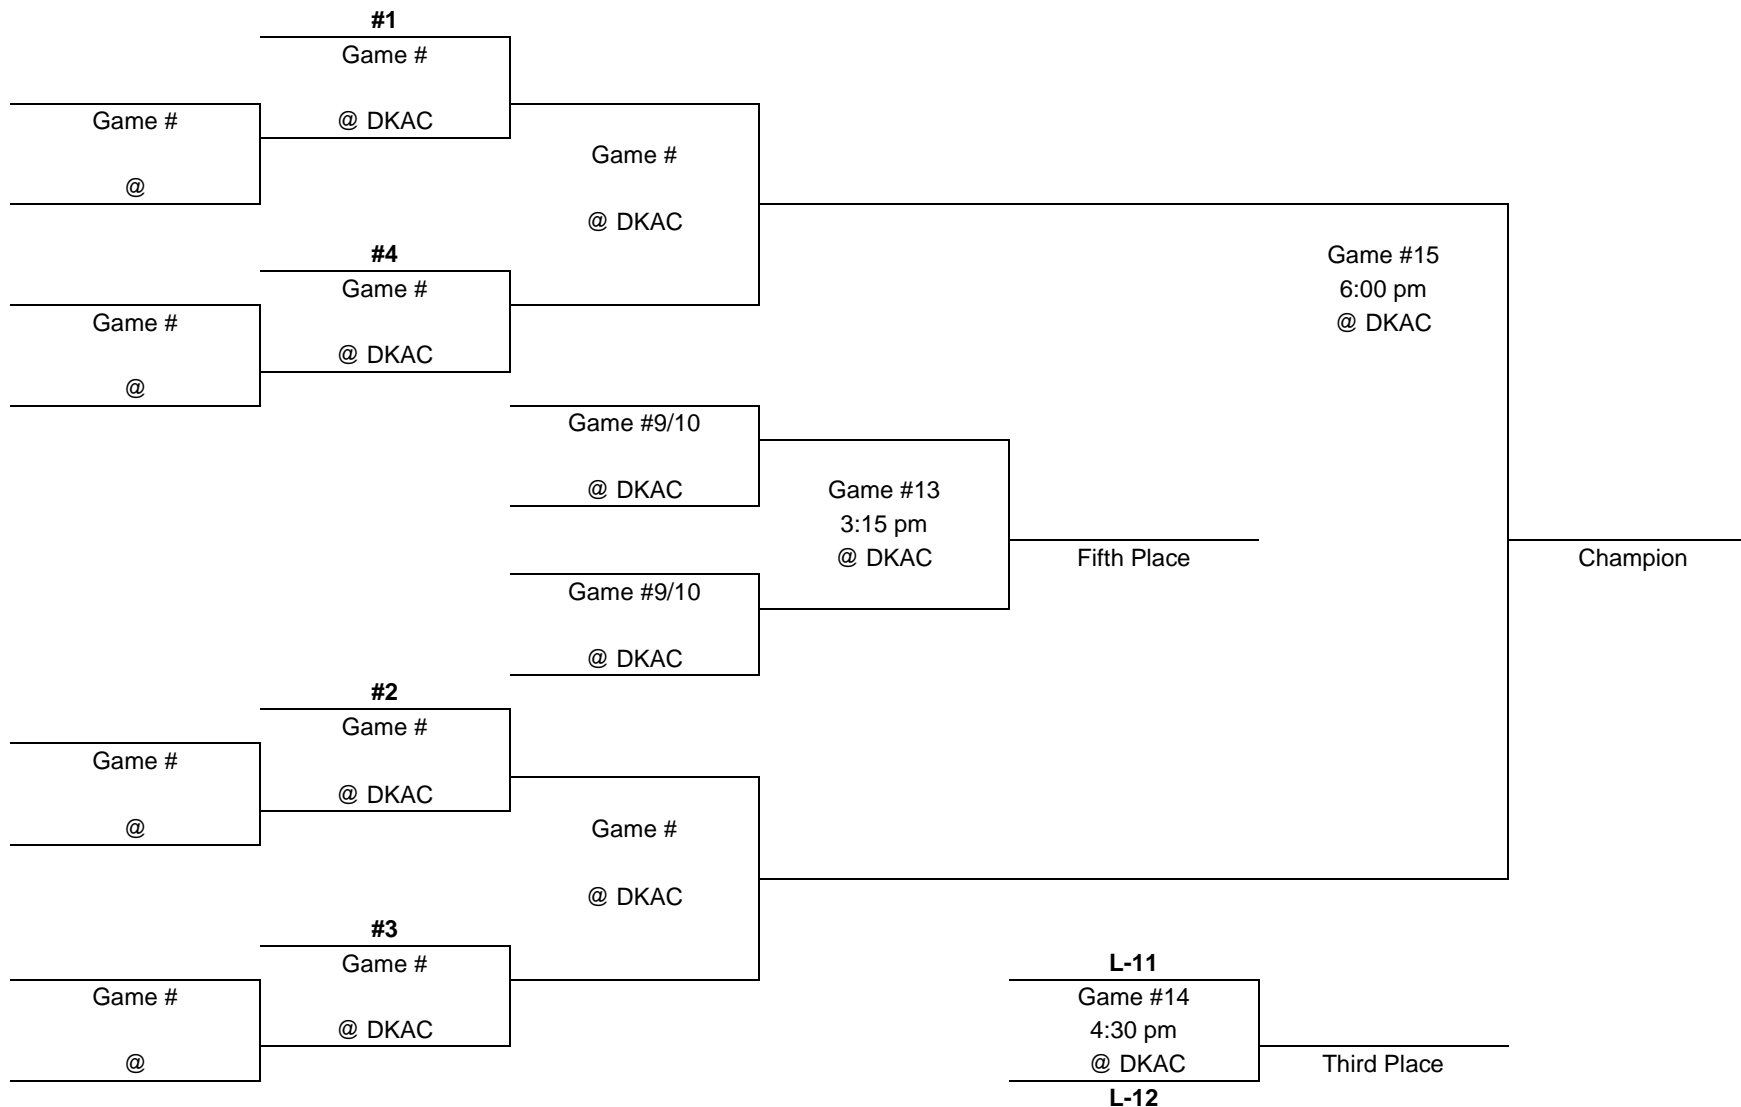 #1
Game #
@ DKAC
Game #
@
Game #
@ DKAC
#4
Game #
@ DKAC
Game #
@
Game #15
6:00 pm
@ DKAC
Game #9/10
@ DKAC
Game #13
3:15 pm
@ DKAC
Fifth Place
Champion
Game #9/10
@ DKAC
#2
Game #
@ DKAC
Game #
@
Game #
@ DKAC
#3
Game #
@ DKAC
Game #
@
L-11
Game #14
4:30 pm
@ DKAC
Third Place
L-12